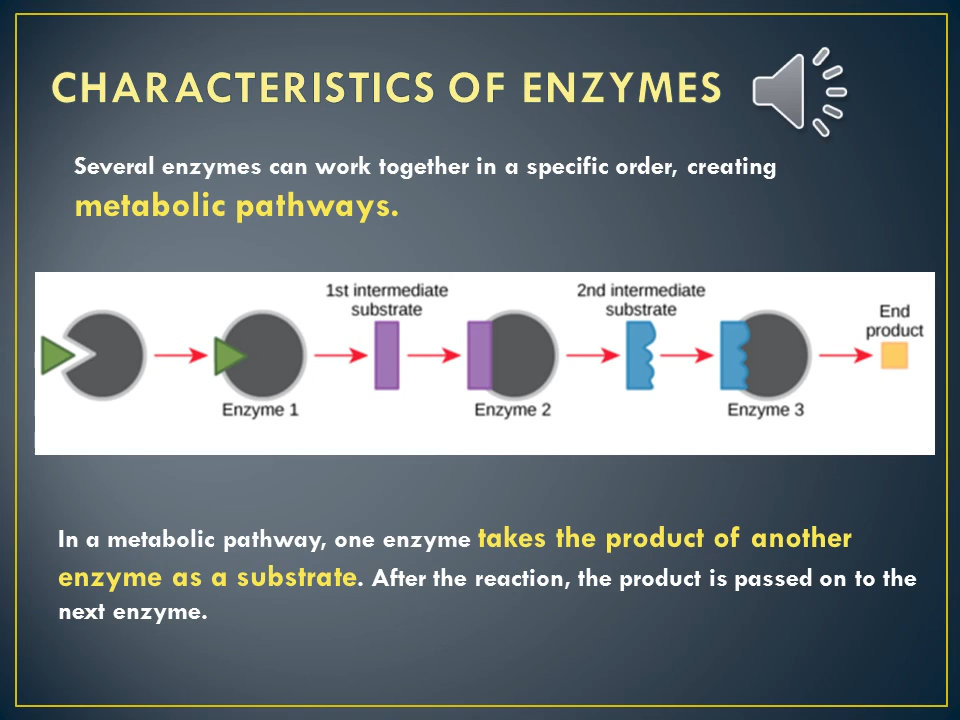 CHARACTERISTICS OF ENZYMES
Several enzymes can work together in a specific order, creating
metabolic pathways.
1st intermediate
substrate
2nd intermediate
substrate
End
product
Enzyme 1
Enzyme 2
Enzyme 3
In a metabolic pathway, one enzyme takes the product of another
enzyme as a substrate. After the reaction, the product is passed on to the
next enzyme.